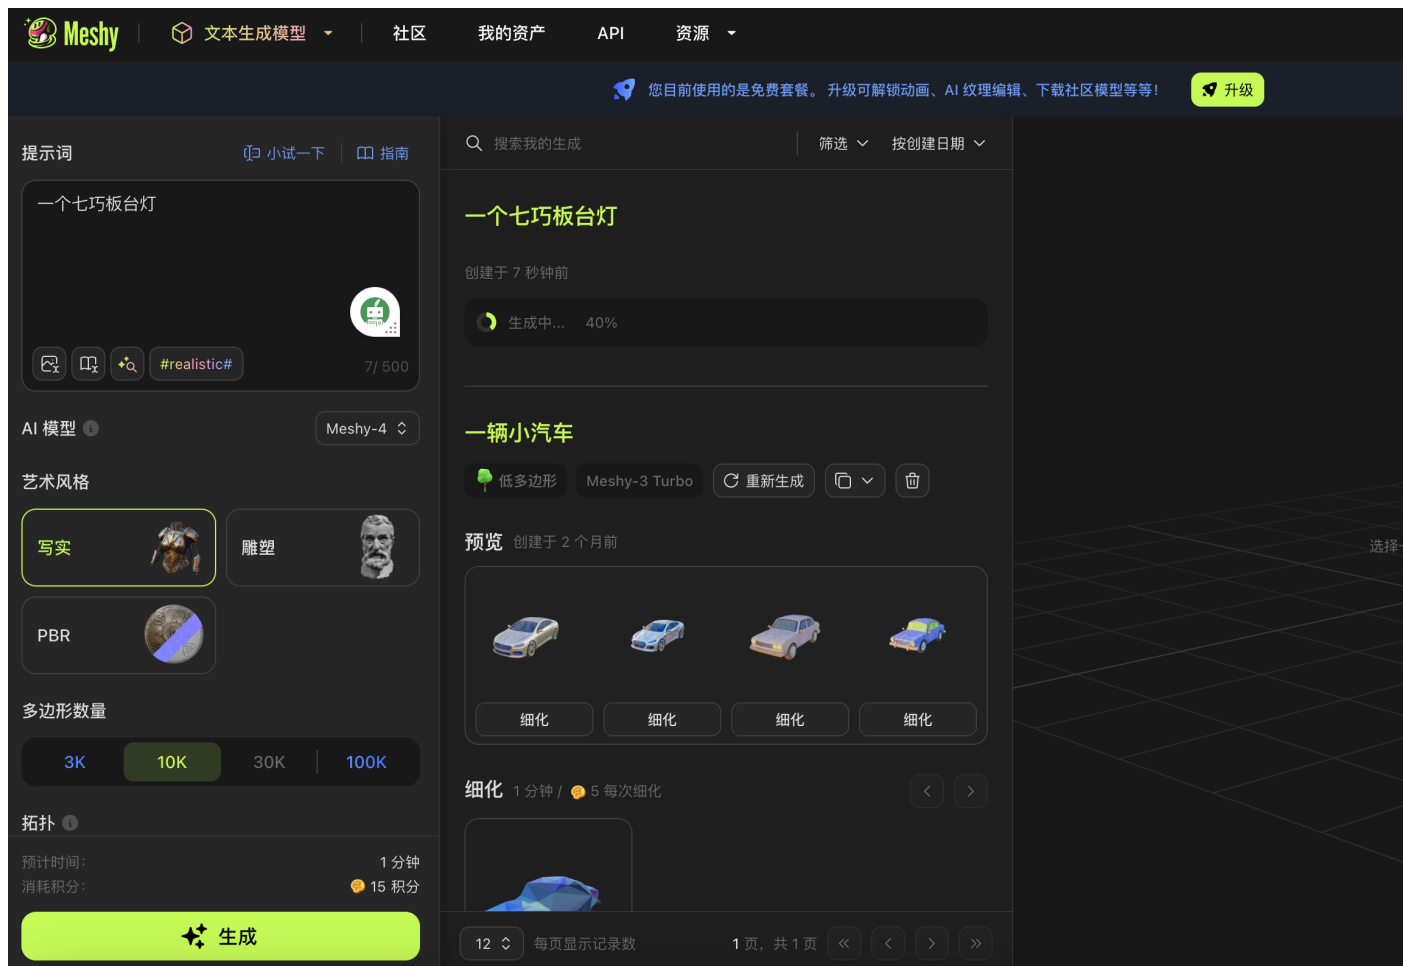 Meshy
文本生成模型
社区
我的资产
API
资源
您目前使用的是免费套餐。 升级可解锁动画、AI 纹理编辑、下载社区模型等等！
升级
提示词
小试一下
指南
一个七巧板台灯
#realistic#
7/ 500
AI 模型
Meshy-4
艺术风格
写实
雕塑
PBR
多边形数量
3K
10K
30K
100K
拓扑
预计时间:
1 分钟
消耗积分:
15 积分
生成
搜索我的生成
筛选
按创建日期
一个七巧板台灯
创建于 7 秒钟前
生成中... 40%
一辆小汽车
低多边形
Meshy-3 Turbo
重新生成
预览 创建于 2 个月前
细化
细化
细化
细化
细化 1 分钟 / 5 每次细化
12
每页显示记录数
1 页，共 1 页
选择